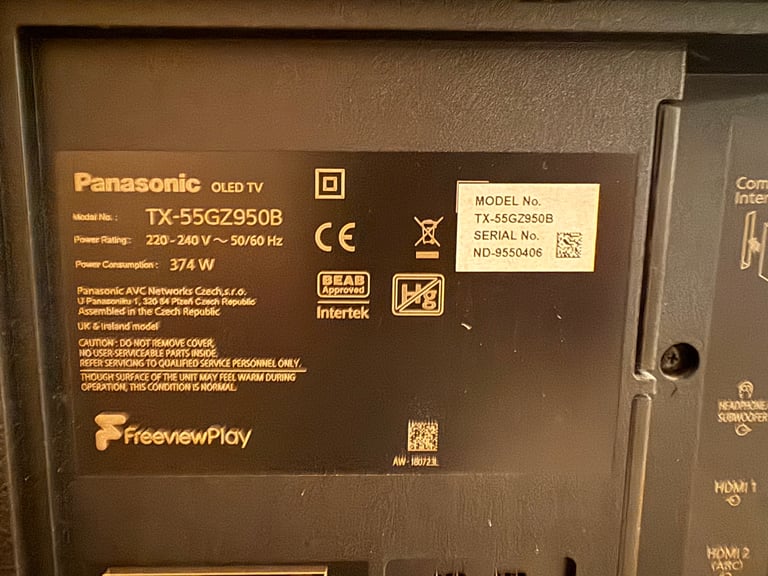 Panasonic OLED TV
Model No. : TX-55GZ950B
Power Rating : 220 - 240 V ~ 50/60 Hz
Power Consumption : 374 W
Panasonic AVC Networks Czech, s.r.o.
U Panasoniku 1, 320 84 Plzeň Czech Republic
Assembled in the Czech Republic
UK & Ireland model
CAUTION : DO NOT REMOVE COVER,
NO USER-SERVICEABLE PARTS INSIDE.
REFER SERVICING TO QUALIFIED SERVICE PERSONNEL ONLY.
THOUGH SURFACE OF THE UNIT MAY FEEL WARM DURING
OPERATION, THIS CONDITION IS NORMAL.
FreeviewPlay
CE
BEAB
Approved
Intertek
Hg
MODEL No.
TX-55GZ950B
SERIAL No.
ND-9550406
HEADPHONE/
SUBWOOFER
HDMI 1
HDMI 2
(ARC)